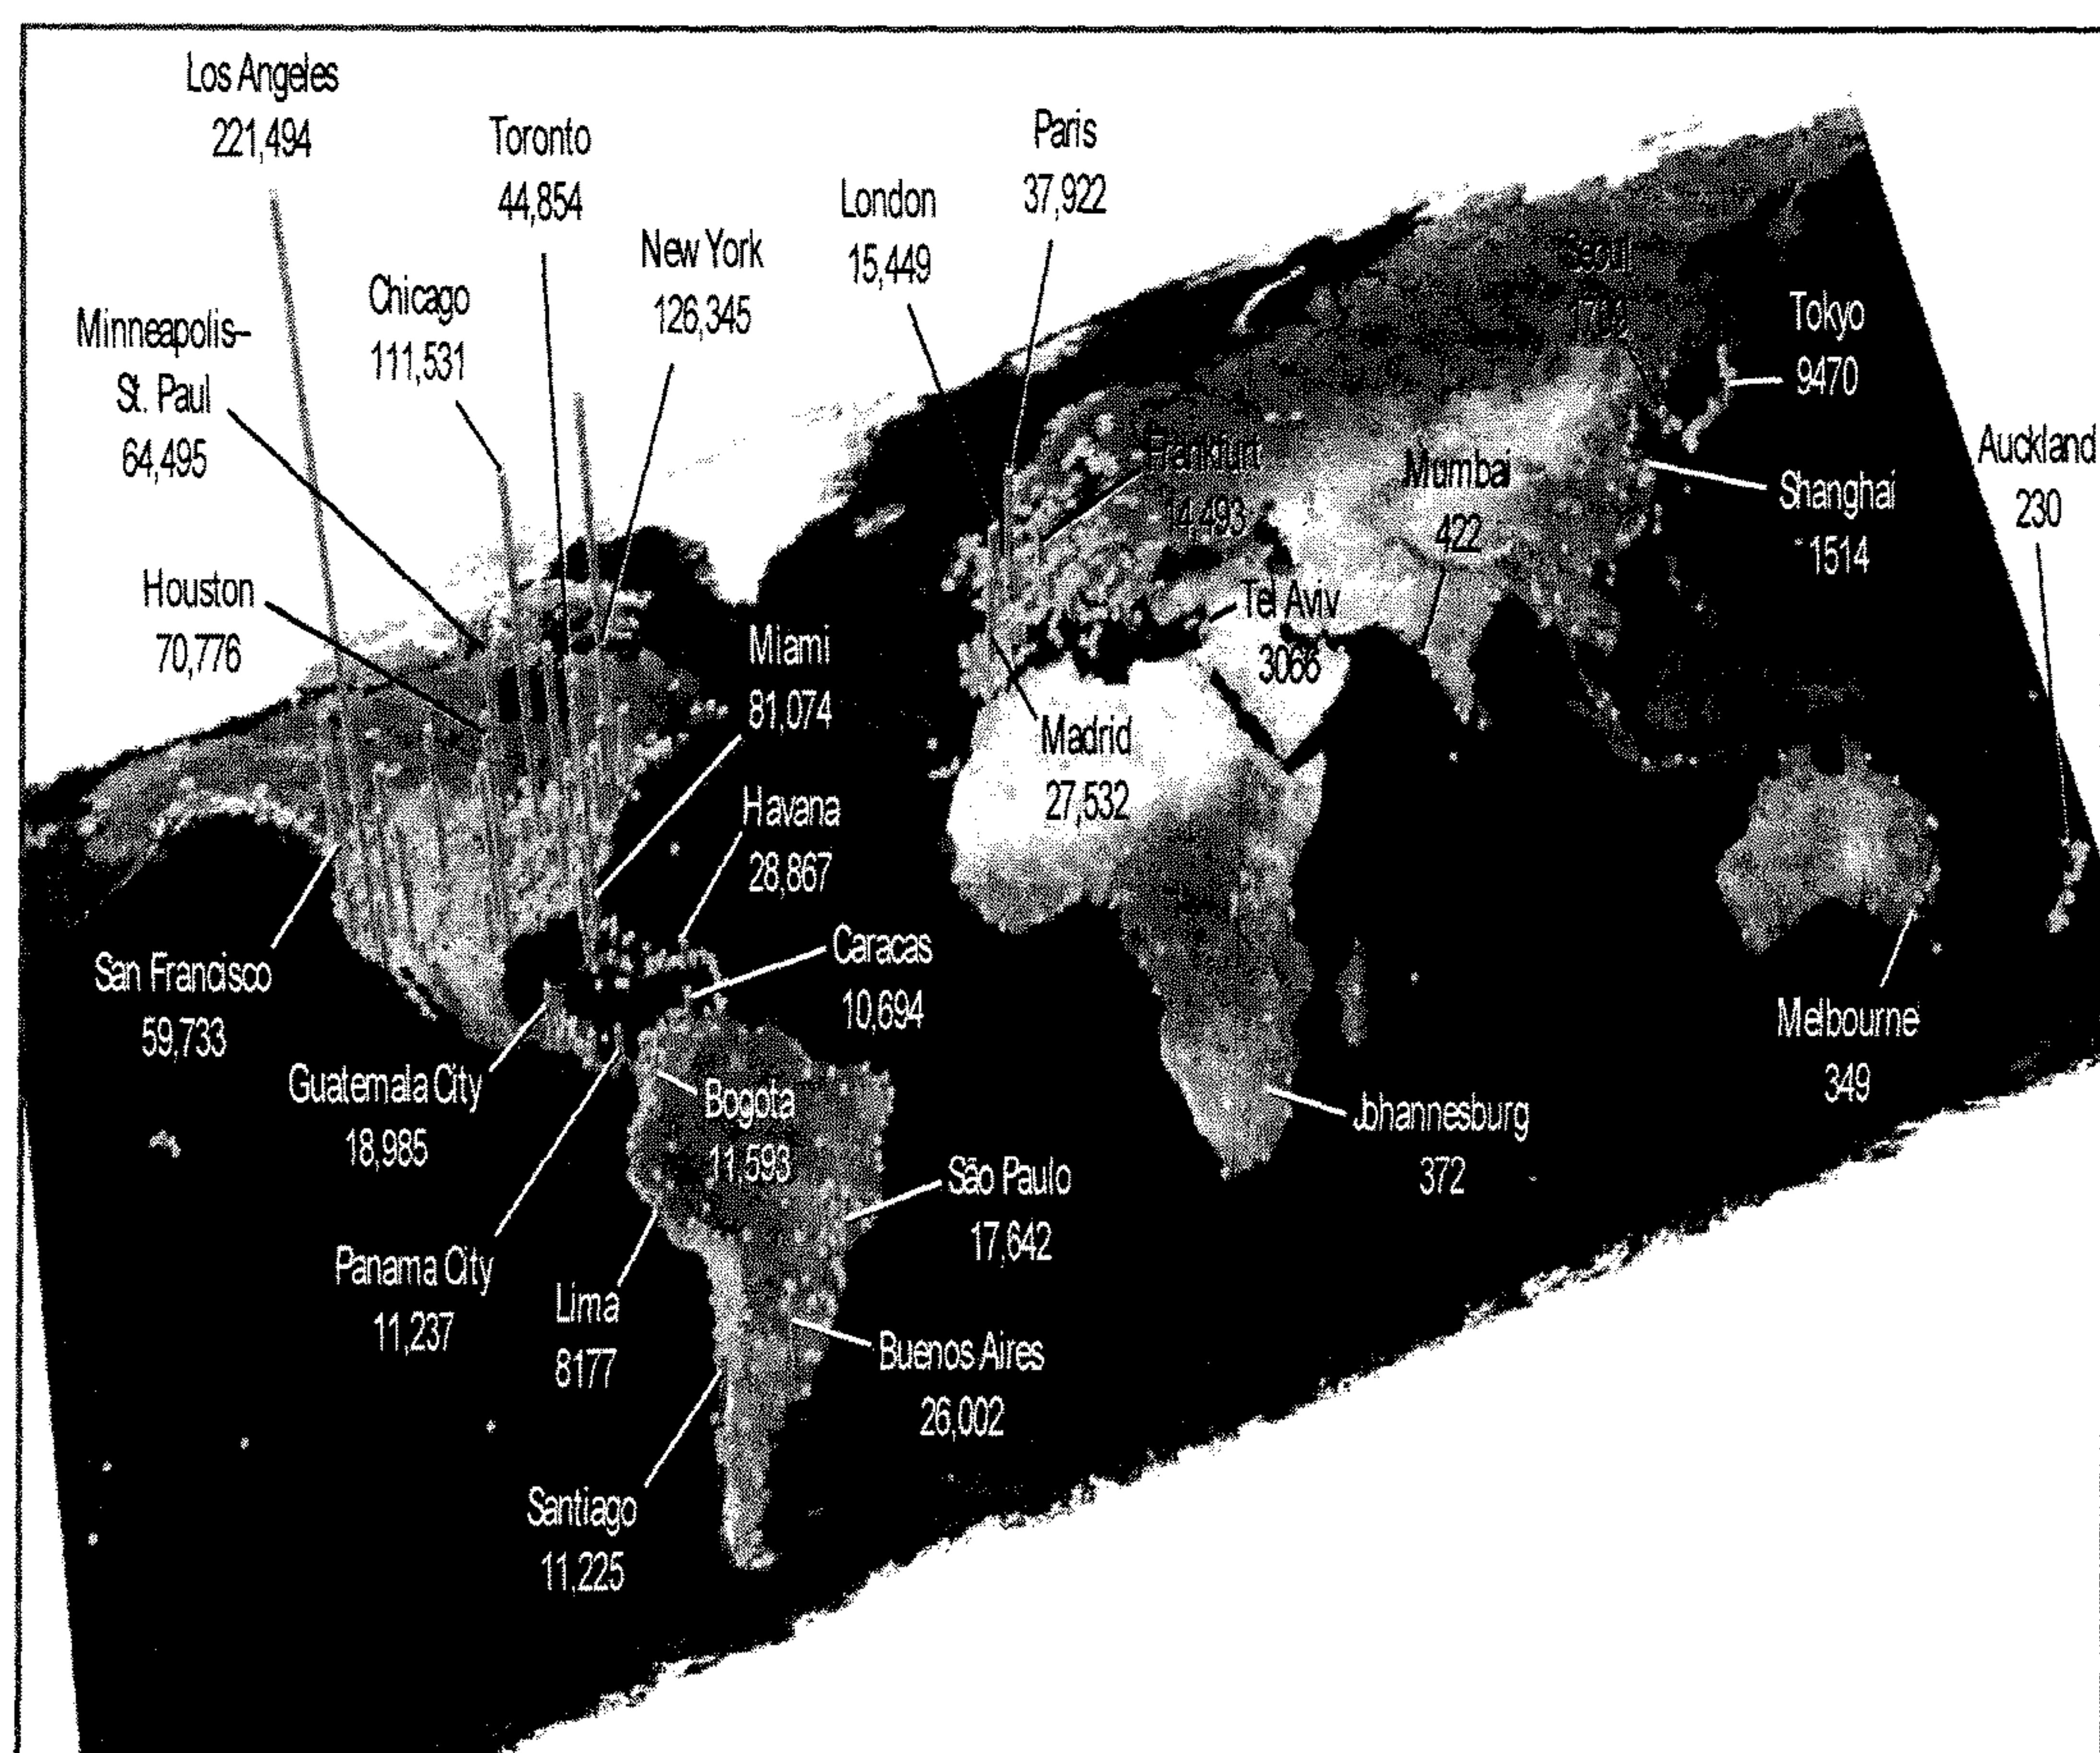 Los Angeles
221,494
Toronto
44,854
Paris
37,922
London
15,449
New York
126,345
Chicago
111,531
Minneapolis–
St. Paul
64,495
Seoul
Tokyo
9470
Auckland
230
Frankfurt
14,493
Mumbai
422
Shanghai
1514
Houston
70,776
Tel Aviv
3066
Miami
81,074
Madrid
27,532
Havana
28,867
San Francisco
59,733
Caracas
10,694
Melbourne
349
Guatemala City
18,985
Bogota
11,593
Johannesburg
372
São Paulo
17,642
Panama City
11,237
Lima
8177
Buenos Aires
26,002
Santiago
11,225